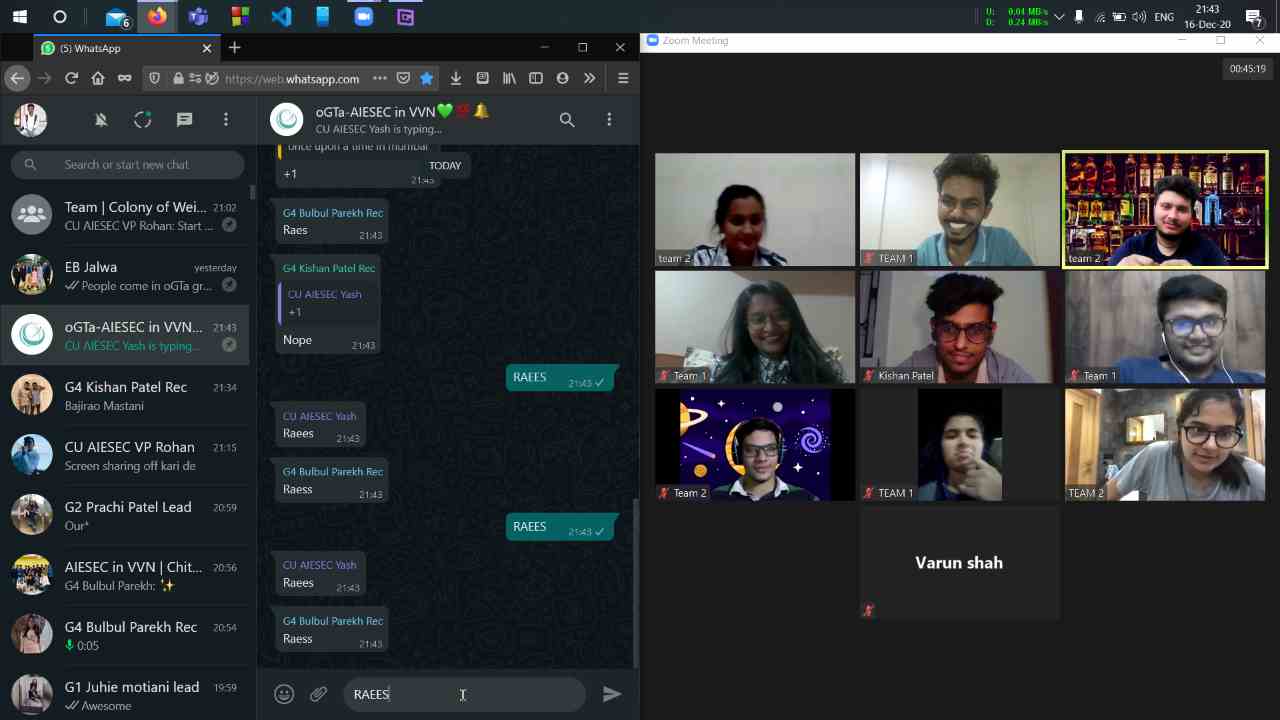 6
U: 0.04 MB/s
D: 0.24 MB/s
ENG
21:43
16-Dec-20
7
(5) WhatsApp
https://web.whatsapp.com
Search or start new chat
Team | Colony of Wei... 21:02
CU AIESEC VP Rohan: Start ...
EB Jalwa yesterday
People come in oGTa gr...
oGTa-AIESEC in VVN... 21:43
CU AIESEC Yash is typing...
G4 Kishan Patel Rec 21:34
Bajirao Mastani
CU AIESEC VP Rohan 21:15
Screen sharing off kari de
G2 Prachi Patel Lead 20:59
Our*
AIESEC in VVN | Chit... 20:56
G4 Bulbul Parekh: ✨
G4 Bulbul Parekh Rec 20:54
0:05
G1 Juhie motiani lead 19:59
Awesome
oGTa-AIESEC in VVN💚💯🔔
CU AIESEC Yash is typing...
once upon a time in mumbai
TODAY
+1 21:43
G4 Bulbul Parekh Rec
Raes 21:43
G4 Kishan Patel Rec
CU AIESEC Yash
+1
Nope 21:43
RAEES 21:43
CU AIESEC Yash
Raees 21:43
G4 Bulbul Parekh Rec
Raess 21:43
RAEES 21:43
CU AIESEC Yash
Raees 21:43
G4 Bulbul Parekh Rec
Raess 21:43
RAEES
Zoom Meeting
00:45:19
team 2
TEAM 1
team 2
Team 1
Kishan Patel
Team 1
Team 2
TEAM 1
TEAM 2
Varun shah